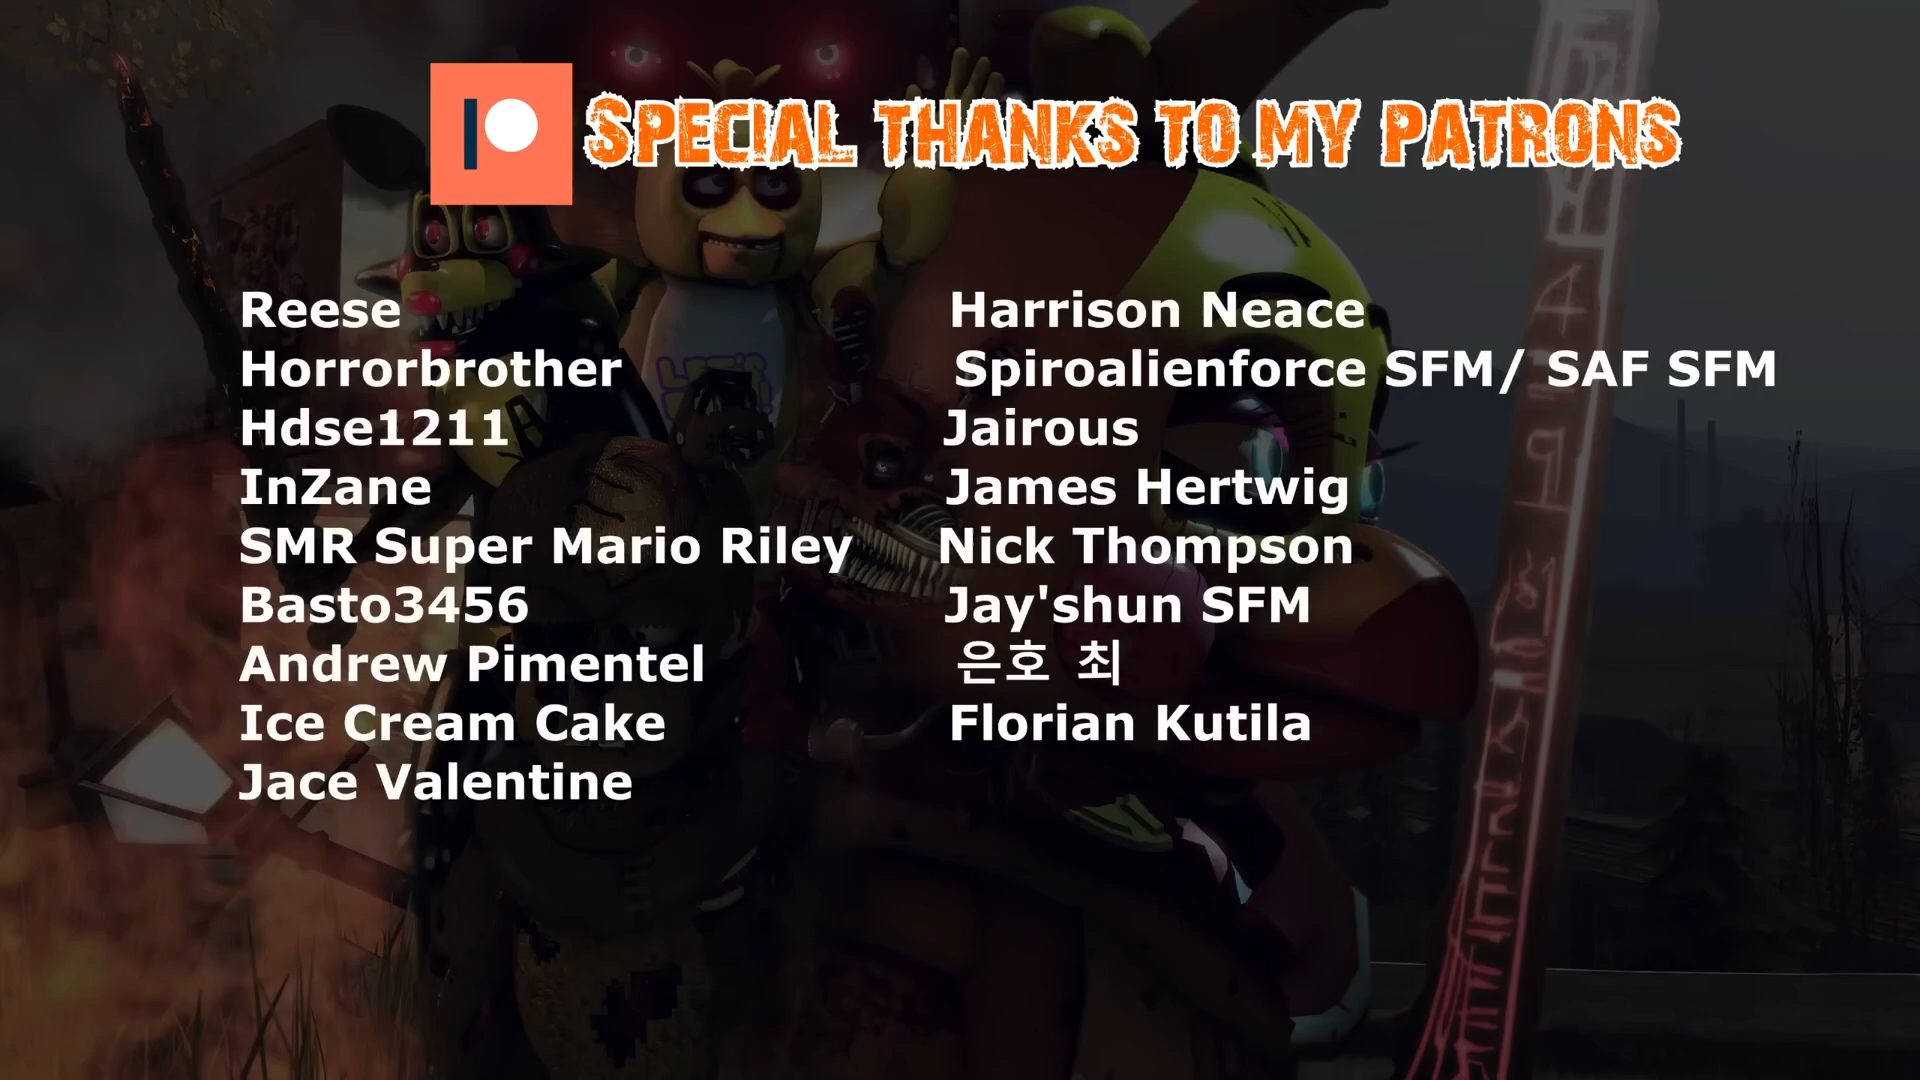 SPECIAL THANKS TO MY PATRONS
Reese
Horrorbrother
Hdse1211
InZane
SMR Super Mario Riley
Basto3456
Andrew Pimentel
Ice Cream Cake
Jace Valentine
Harrison Neace
Spiroalienforce SFM/ SAF SFM
Jairous
James Hertwig
Nick Thompson
Jay'shun SFM
은호 최
Florian Kutila
LET'S